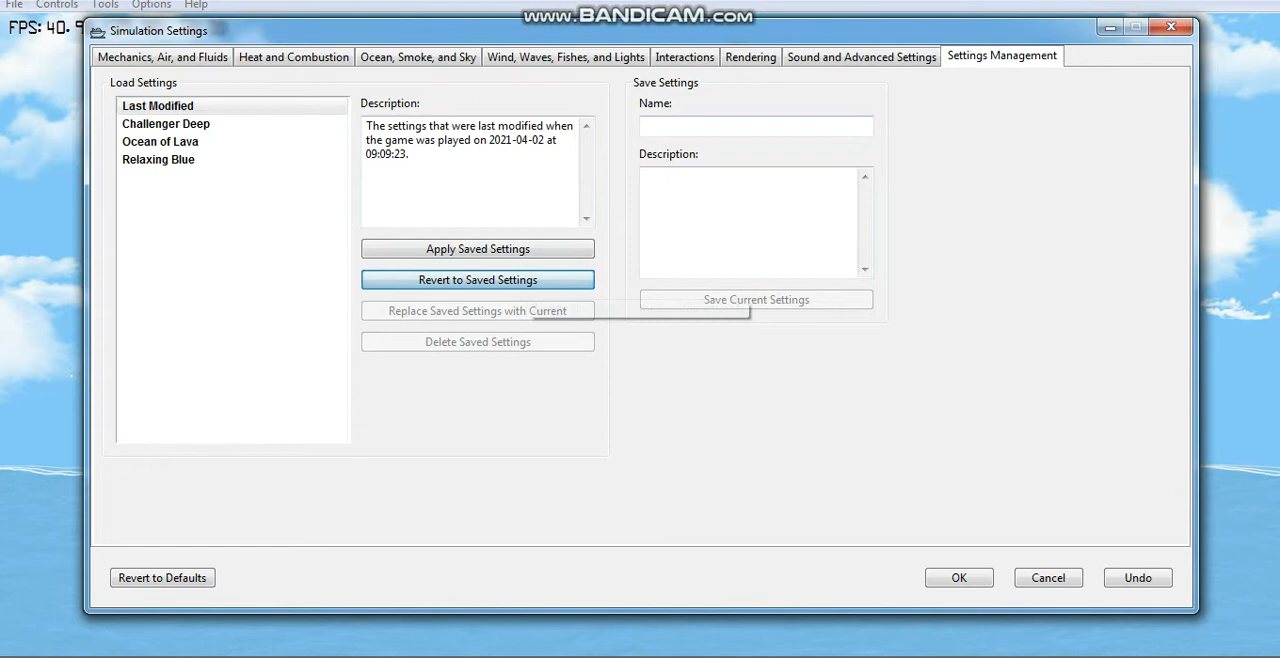 File Controls Tools Options Help
www.BANDICAM.com
FPS: 40.9
Simulation Settings
Mechanics, Air, and Fluids Heat and Combustion Ocean, Smoke, and Sky Wind, Waves, Fishes, and Lights Interactions Rendering Sound and Advanced Settings Settings Management
Load Settings
Last Modified
Challenger Deep
Ocean of Lava
Relaxing Blue
Description:
The settings that were last modified when
the game was played on 2021-04-02 at
09:09:23.
Apply Saved Settings
Revert to Saved Settings
Replace Saved Settings with Current
Delete Saved Settings
Save Settings
Name:
Description:
Save Current Settings
Revert to Defaults
OK Cancel Undo